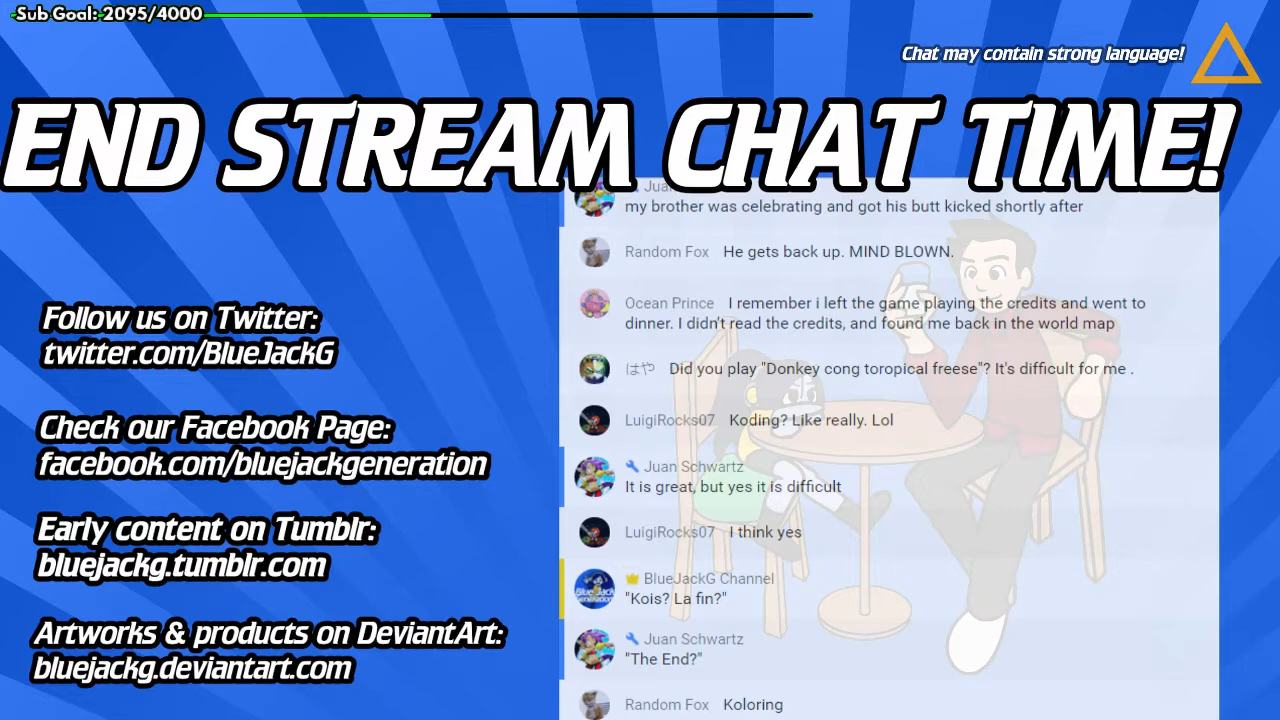 Sub Goal: 2095/4000
Chat may contain strong language!
END STREAM CHAT TIME!
Juan
my brother was celebrating and got his butt kicked shortly after
Random Fox He gets back up. MIND BLOWN.
Ocean Prince I remember i left the game playing the credits and went to
dinner. I didn't read the credits, and found me back in the world map
はや Did you play "Donkey cong toropical freese"? It's difficult for me .
LuigiRocks07 Koding? Like really. Lol
Juan Schwartz
It is great, but yes it is difficult
LuigiRocks07 I think yes
BlueJackG Channel
"Kois? La fin?"
Juan Schwartz
"The End?"
Random Fox Koloring
Follow us on Twitter:
twitter.com/BlueJackG
Check our Facebook Page:
facebook.com/bluejackgeneration
Early content on Tumblr:
bluejackg.tumblr.com
Artworks & products on DeviantArt:
bluejackg.deviantart.com